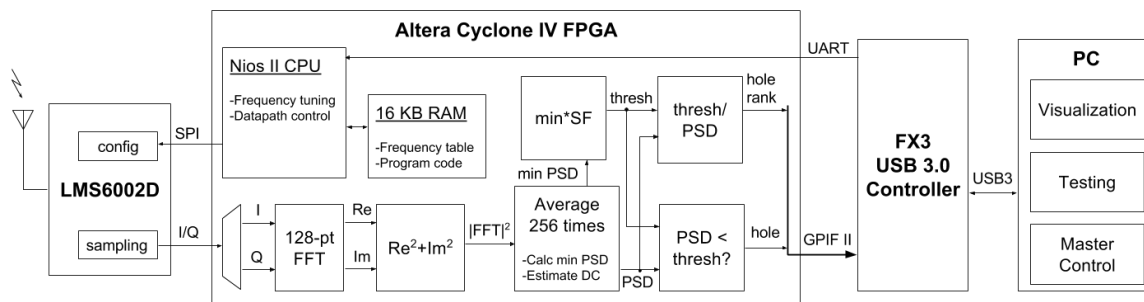 Altera Cyclone IV FPGA
UART
PC
Nios II CPU
-Frequency tuning
-Datapath control
16 KB RAM
-Frequency table
-Program code
min*SF
thresh
thresh/
PSD
hole
rank
Visualization
SPI
config
LMS6002D
sampling
I/Q
min PSD
FX3
USB 3.0
Controller
USB3
Testing
I
Q
128-pt
FFT
Re
Im
Re²+Im²
|FFT|²
Average
256 times
-Calc min PSD
-Estimate DC
PSD
PSD <
thresh?
hole
GPIF II
Master
Control